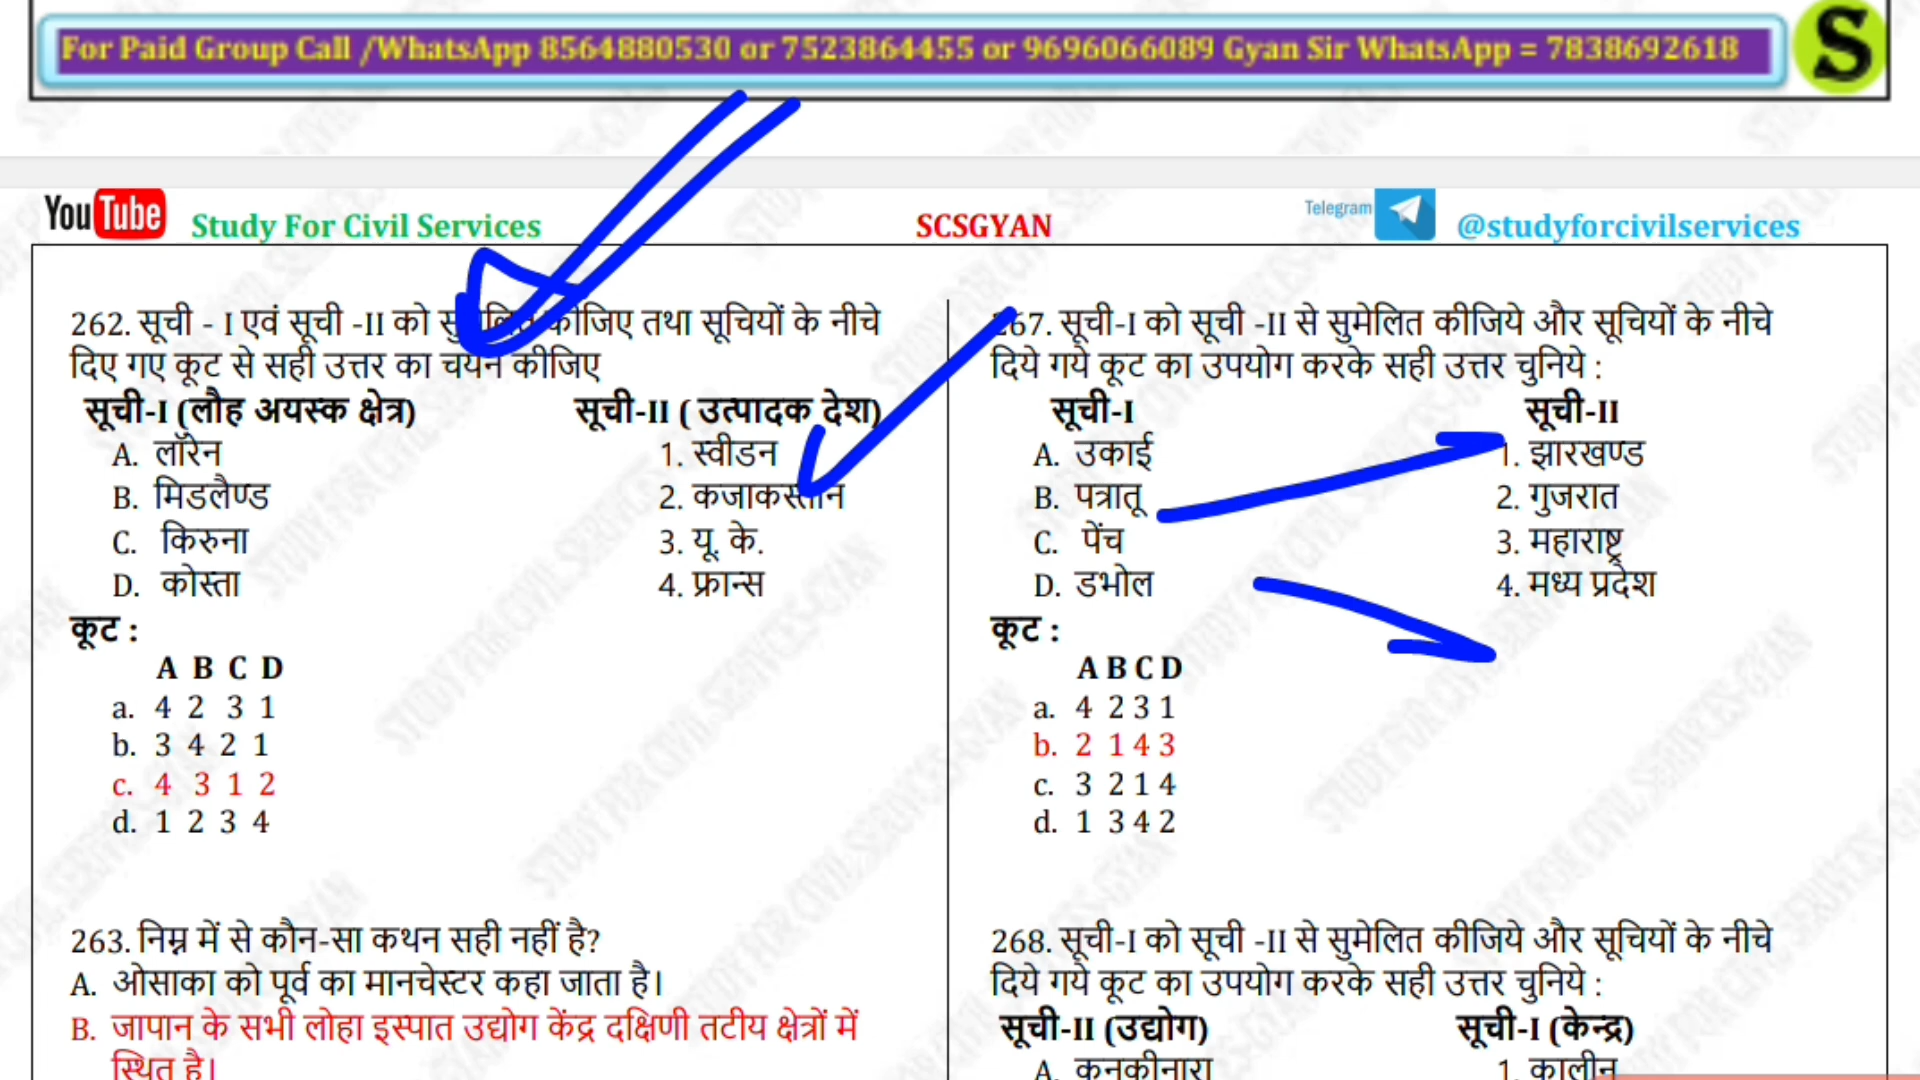 For Paid Group Call /WhatsApp 8564880530 or 7523864455 or 9696066089 Gyan Sir WhatsApp = 7838692618
S
YouTube Study For Civil Services
SCSGYAN
Telegram @studyforcivilservices
262. सूची - I एवं सूची -II को कीजिए तथा सूचियों के नीचे
दिए गए कूट से सही उत्तर का चयन कीजिए
सूची-I (लौह अयस्क क्षेत्र) सूची-II ( उत्पादक देश)
A. लॉरेन 1. स्वीडन
B. मिडलैण्ड 2. कजाकस्तान
C. किरुना 3. यू. के.
D. कोस्ता 4. फ्रान्स
कूट :
A B C D
a. 4 2 3 1
b. 3 4 2 1
c. 4 3 1 2
d. 1 2 3 4
263. निम्न में से कौन-सा कथन सही नहीं है?
A. ओसाका को पूर्व का मानचेस्टर कहा जाता है।
B. जापान के सभी लोहा इस्पात उद्योग केंद्र दक्षिणी तटीय क्षेत्रों में
स्थित है।
267. सूची-I को सूची -II से सुमेलित कीजिये और सूचियों के नीचे
दिये गये कूट का उपयोग करके सही उत्तर चुनिये :
सूची-I सूची-II
A. उकाई 1. झारखण्ड
B. पत्रातू 2. गुजरात
C. पेंच 3. महाराष्ट्र
D. डभोल 4. मध्य प्रदेश
कूट :
A B C D
a. 4 2 3 1
b. 2 1 4 3
c. 3 2 1 4
d. 1 3 4 2
268. सूची-I को सूची -II से सुमेलित कीजिये और सूचियों के नीचे
दिये गये कूट का उपयोग करके सही उत्तर चुनिये :
सूची-II (उद्योग) सूची-I (केन्द्र)
A. कनकीनारा 1. कालीन